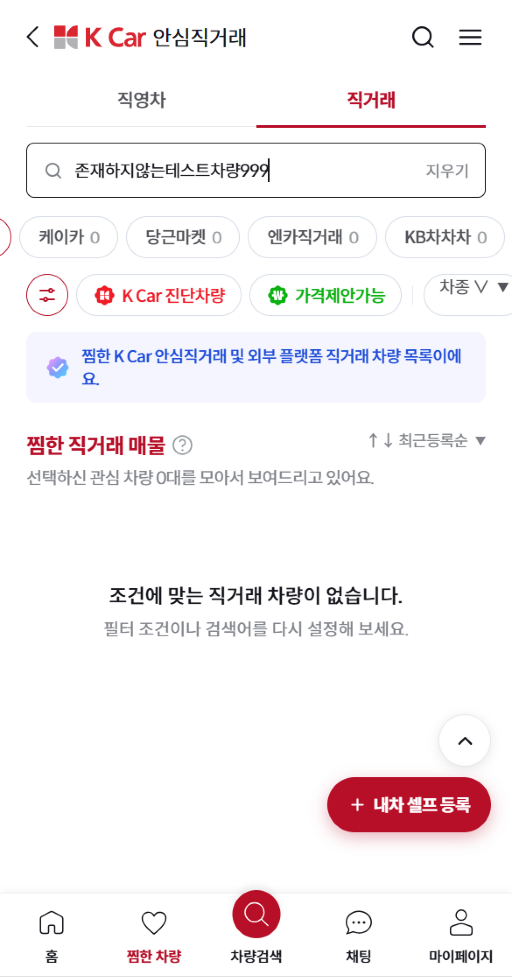 K Car 안심직거래
직영차
직거래
존재하지않는테스트차량999
지우기
케이카 0
당근마켓 0
엔카직거래 0
KB차차차 0
K Car 진단차량
가격제안가능
차종
찜한 K Car 안심직거래 및 외부 플랫폼 직거래 차량 목록이에
요.
찜한 직거래 매물 ?
↑↓ 최근등록순 ▼
선택하신 관심 차량 0대를 모아서 보여드리고 있어요.
조건에 맞는 직거래 차량이 없습니다.
필터 조건이나 검색어를 다시 설정해 보세요.
+ 내차 셀프 등록
홈
찜한 차량
차량검색
채팅
마이페이지